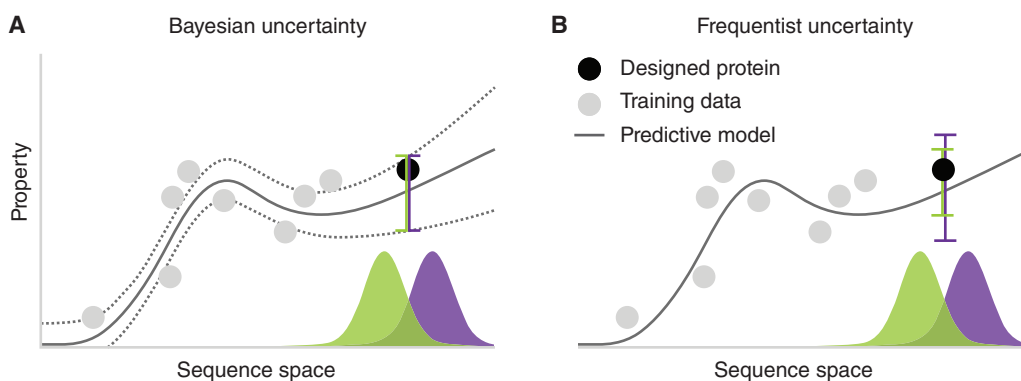 A
Bayesian uncertainty
Property
Sequence space
B
Frequentist uncertainty
Designed protein
Training data
Predictive model
Sequence space